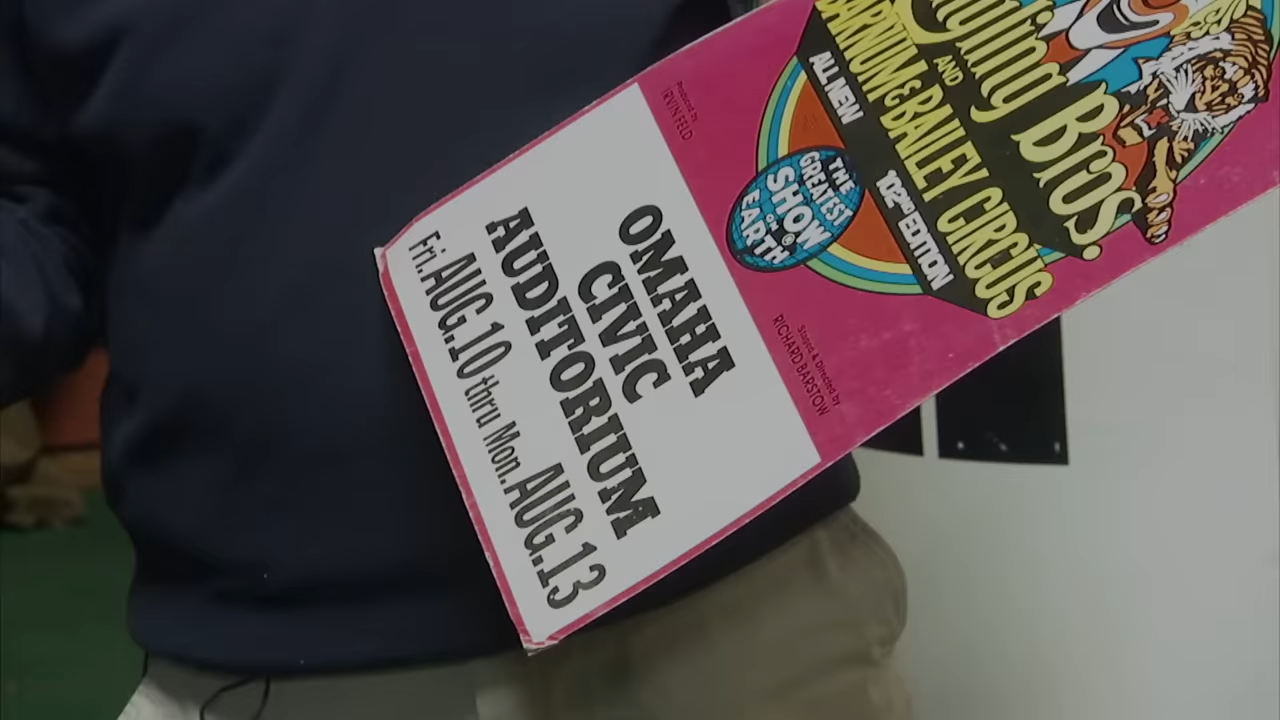 Ringling Bros.
AND
BARNUM & BAILEY CIRCUS
ALL NEW
102ND EDITION
THE
GREATEST
SHOW
ON
EARTH ®
Produced by
IRVIN FELD
Staged & Directed by
RICHARD BARSTOW
OMAHA
CIVIC
AUDITORIUM
Fri. AUG. 10 thru Mon. AUG. 13